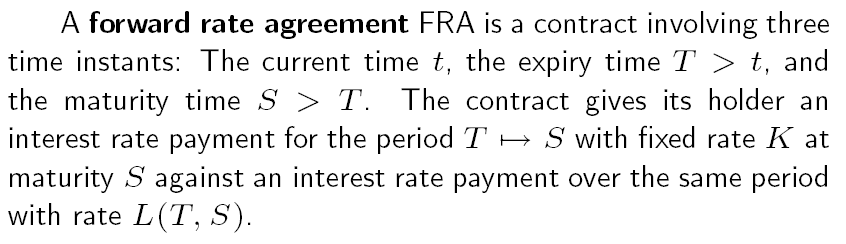 A forward rate agreement FRA is a contract involving three
time instants: The current time t, the expiry time T > t, and
the maturity time S > T. The contract gives its holder an
interest rate payment for the period T ↦ S with fixed rate K at
maturity S against an interest rate payment over the same period
with rate L(T, S).